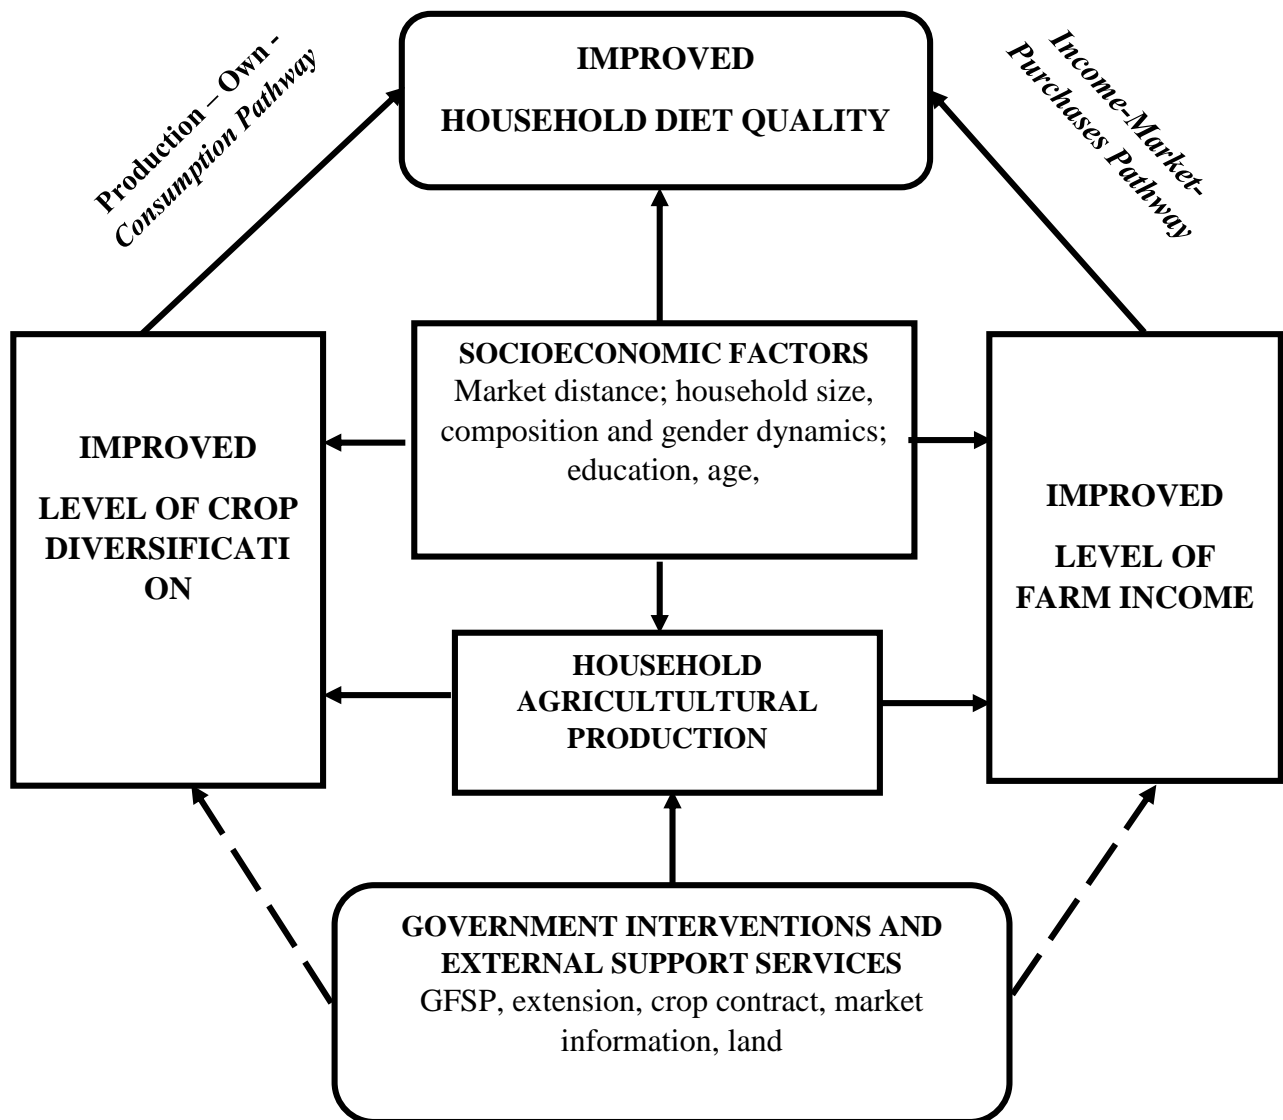 Production – Own -
Consumption Pathway
IMPROVED
HOUSEHOLD DIET QUALITY
Income-Market-
Purchases Pathway
IMPROVED
LEVEL OF CROP
DIVERSIFICATI
ON
SOCIOECONOMIC FACTORS
Market distance; household size,
composition and gender dynamics;
education, age,
IMPROVED
LEVEL OF
FARM INCOME
HOUSEHOLD
AGRICULTULTURAL
PRODUCTION
GOVERNMENT INTERVENTIONS AND
EXTERNAL SUPPORT SERVICES
GFSP, extension, crop contract, market
information, land